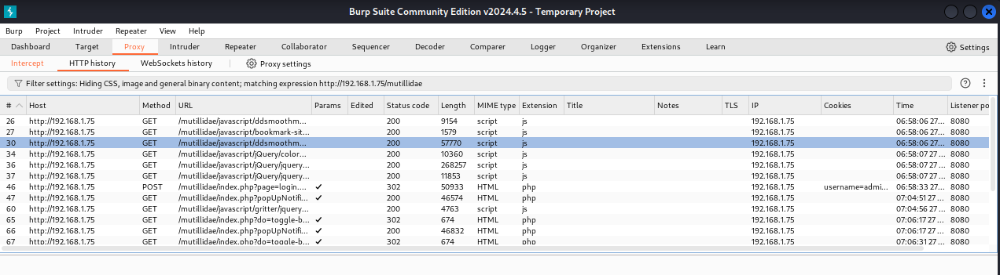 Burp Suite Community Edition v2024.4.5 - Temporary Project
Burp Project Intruder Repeater View Help
Dashboard Target Proxy Intruder Repeater Collaborator Sequencer Decoder Comparer Logger Organizer Extensions Learn Settings
Intercept HTTP history WebSockets history Proxy settings
Filter settings: Hiding CSS, image and general binary content; matching expression http://192.168.1.75/mutillidae
# Host Method URL Params Edited Status code Length MIME type Extension Title Notes TLS IP Cookies Time Listener po
26 http://192.168.1.75 GET /mutillidae/javascript/ddsmoothm... 200 9154 script js 192.168.1.75 06:58:06 27 ... 8080
27 http://192.168.1.75 GET /mutillidae/javascript/bookmark-sit... 200 1579 script js 192.168.1.75 06:58:06 27 ... 8080
30 http://192.168.1.75 GET /mutillidae/javascript/ddsmoothm... 200 57770 script js 192.168.1.75 06:58:06 27 ... 8080
34 http://192.168.1.75 GET /mutillidae/javascript/jQuery/color... 200 10360 script js 192.168.1.75 06:58:07 27 ... 8080
36 http://192.168.1.75 GET /mutillidae/javascript/jQuery/jquery... 200 268257 script js 192.168.1.75 06:58:07 27 ... 8080
37 http://192.168.1.75 GET /mutillidae/javascript/jQuery/jquery... 200 11853 script js 192.168.1.75 06:58:07 27 ... 8080
46 http://192.168.1.75 POST /mutillidae/index.php?page=login.... ✓ 302 50933 HTML php 192.168.1.75 username=admi... 06:58:33 27 ... 8080
47 http://192.168.1.75 GET /mutillidae/index.php?popUpNotifi... ✓ 200 46574 HTML php 192.168.1.75 07:04:51 27 ... 8080
60 http://192.168.1.75 GET /mutillidae/javascript/gritter/jquery... 200 4763 script js 192.168.1.75 07:04:56 27 ... 8080
65 http://192.168.1.75 GET /mutillidae/index.php?do=toggle-b... ✓ 302 674 HTML php 192.168.1.75 07:06:17 27 ... 8080
66 http://192.168.1.75 GET /mutillidae/index.php?popUpNotifi... ✓ 200 46832 HTML php 192.168.1.75 07:06:17 27 ... 8080
67 http://192.168.1.75 GET /mutillidae/index.php?do=toggle-b... ✓ 302 674 HTML php 192.168.1.75 07:06:31 27 ... 8080